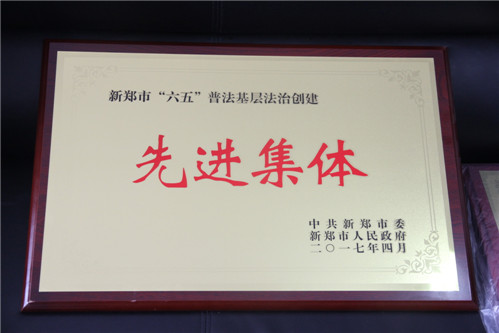 新郑市“六五”普法基层法治创建
先进集体
中共新郑市委
新郑市人民政府
二〇一七年四月